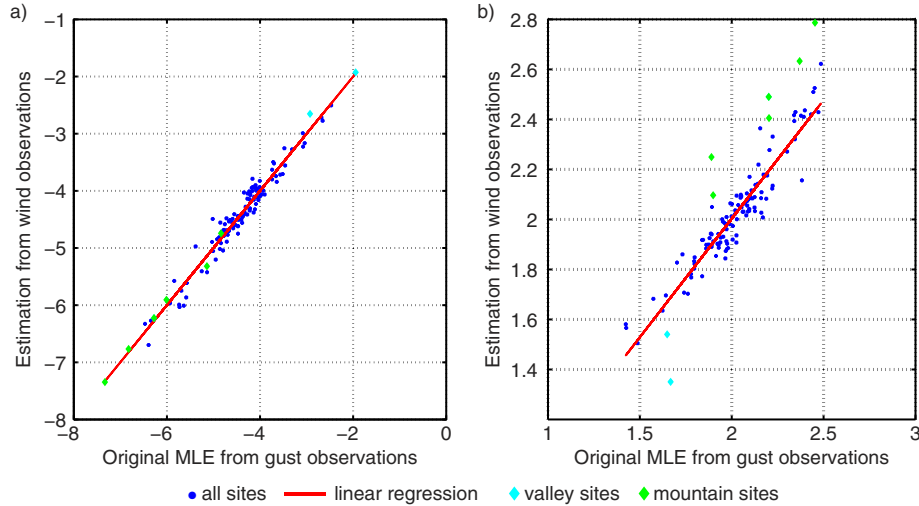 a)
b)
−1
−2
−3
−4
−5
−6
−7
−8
−8 −6 −4 −2 0
Estimation from wind observations
Original MLE from gust observations
2.8
2.6
2.4
2.2
2
1.8
1.6
1.4
1 1.5 2 2.5 3
Estimation from wind observations
Original MLE from gust observations
all sites linear regression valley sites mountain sites